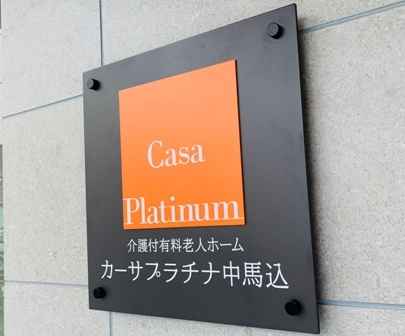 Casa
Platinum
介護付有料老人ホーム
カーサプラチナ中馬込